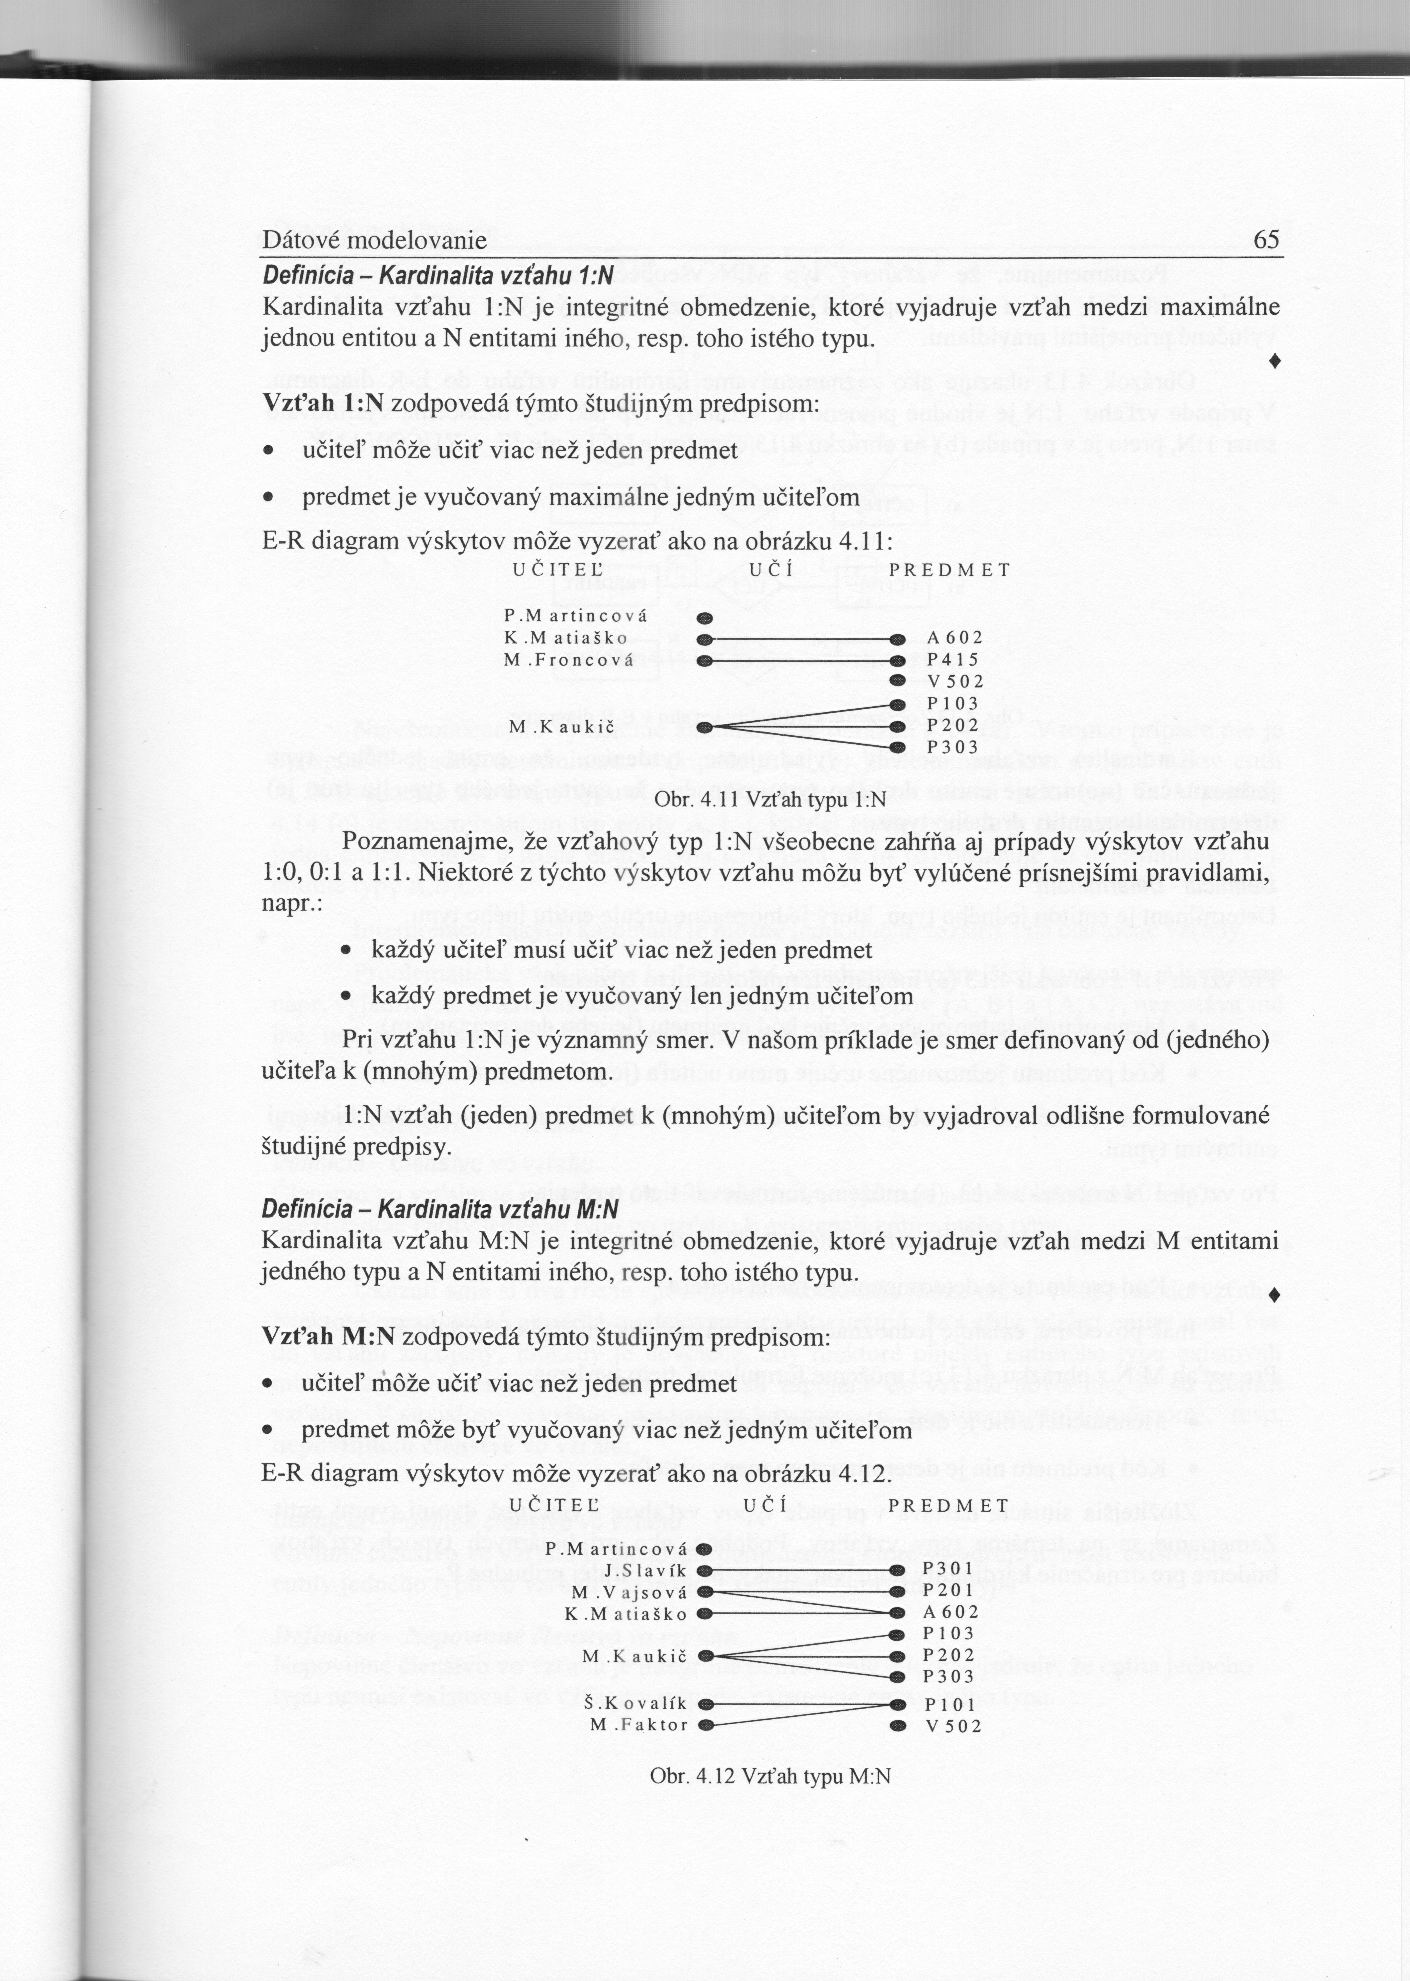 Dátové modelovanie 65
Definícia – Kardinalita vzťahu 1:N
Kardinalita vzťahu 1:N je integritné obmedzenie, ktoré vyjadruje vzťah medzi maximálne
jednou entitou a N entitami iného, resp. toho istého typu.
♦
Vzťah 1:N zodpovedá týmto študijným predpisom:
• učiteľ môže učiť viac než jeden predmet
• predmet je vyučovaný maximálne jedným učiteľom
E-R diagram výskytov môže vyzerať ako na obrázku 4.11:
UČITEĽ UČÍ PREDMET
P.Martincová
K.Matiaško A602
M.Froncová P415
V502
P103
M.Kaukič P202
P303
Obr. 4.11 Vzťah typu 1:N
Poznamenajme, že vzťahový typ 1:N všeobecne zahŕňa aj prípady výskytov vzťahu
1:0, 0:1 a 1:1. Niektoré z týchto výskytov vzťahu môžu byť vylúčené prísnejšími pravidlami,
napr.:
• každý učiteľ musí učiť viac než jeden predmet
• každý predmet je vyučovaný len jedným učiteľom
Pri vzťahu 1:N je významný smer. V našom príklade je smer definovaný od (jedného)
učiteľa k (mnohým) predmetom.
1:N vzťah (jeden) predmet k (mnohým) učiteľom by vyjadroval odlišne formulované
študijné predpisy.
Definícia – Kardinalita vzťahu M:N
Kardinalita vzťahu M:N je integritné obmedzenie, ktoré vyjadruje vzťah medzi M entitami
jedného typu a N entitami iného, resp. toho istého typu.
♦
Vzťah M:N zodpovedá týmto študijným predpisom:
• učiteľ môže učiť viac než jeden predmet
• predmet môže byť vyučovaný viac než jedným učiteľom
E-R diagram výskytov môže vyzerať ako na obrázku 4.12.
UČITEĽ UČÍ PREDMET
P.Martincová
J.Slavík P301
M.Vajsová P201
K.Matiaško A602
P103
M.Kaukič P202
P303
Š.Kovalík P101
M.Faktor V502
Obr. 4.12 Vzťah typu M:N